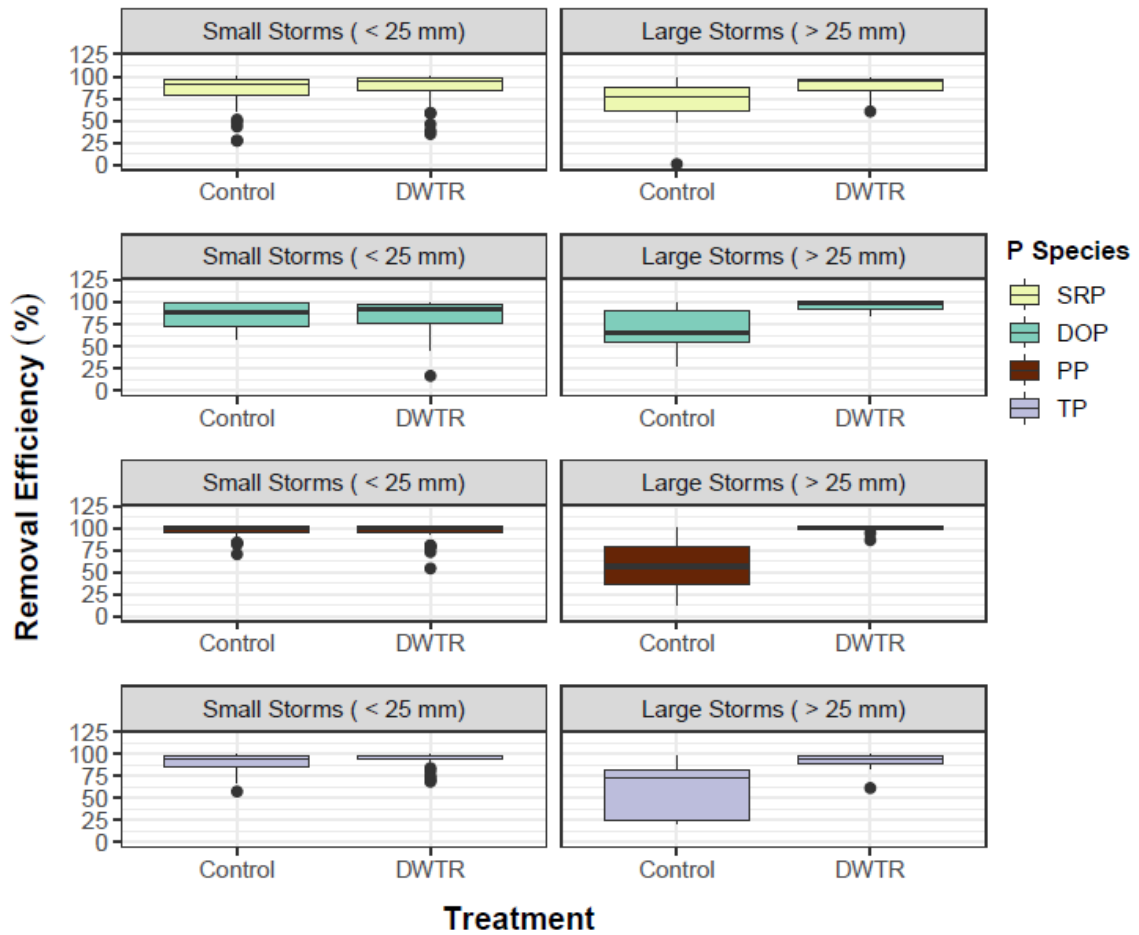 Small Storms ( < 25 mm)
Large Storms ( > 25 mm)
125
100
75
50
25
0
Control
DWTR
Control
DWTR
Small Storms ( < 25 mm)
Large Storms ( > 25 mm)
125
100
75
50
25
0
Control
DWTR
Control
DWTR
Small Storms ( < 25 mm)
Large Storms ( > 25 mm)
125
100
75
50
25
0
Control
DWTR
Control
DWTR
Small Storms ( < 25 mm)
Large Storms ( > 25 mm)
125
100
75
50
25
0
Control
DWTR
Control
DWTR
Removal Efficiency (%)
Treatment
P Species
SRP
DOP
PP
TP